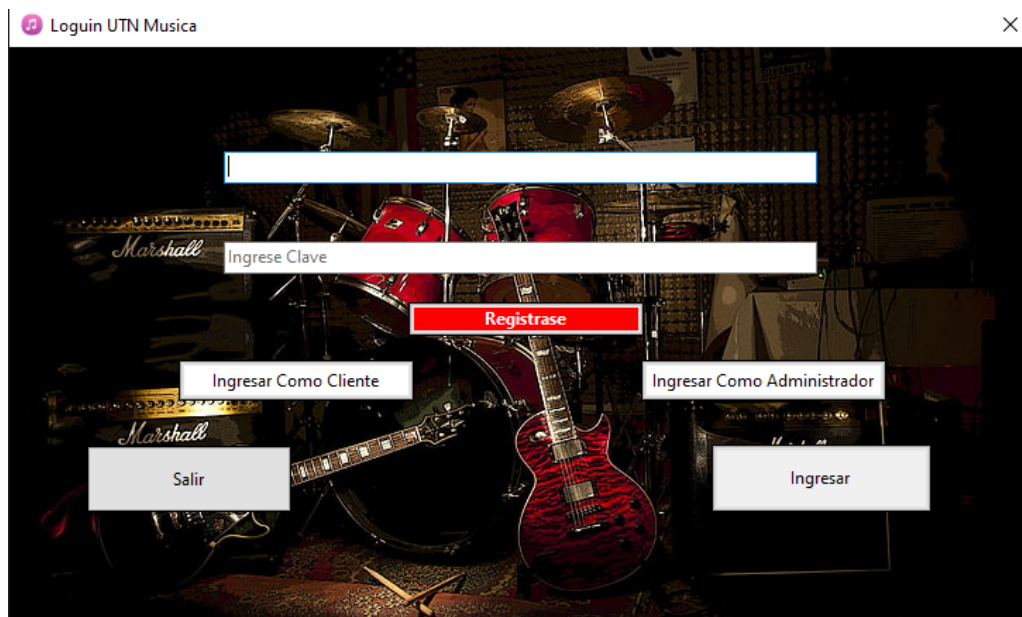 Loguin UTN Musica
Marshall
Ingrese Clave
Registrase
Ingresar Como Cliente
Ingresar Como Administrador
Marshall
Salir
Ingresar